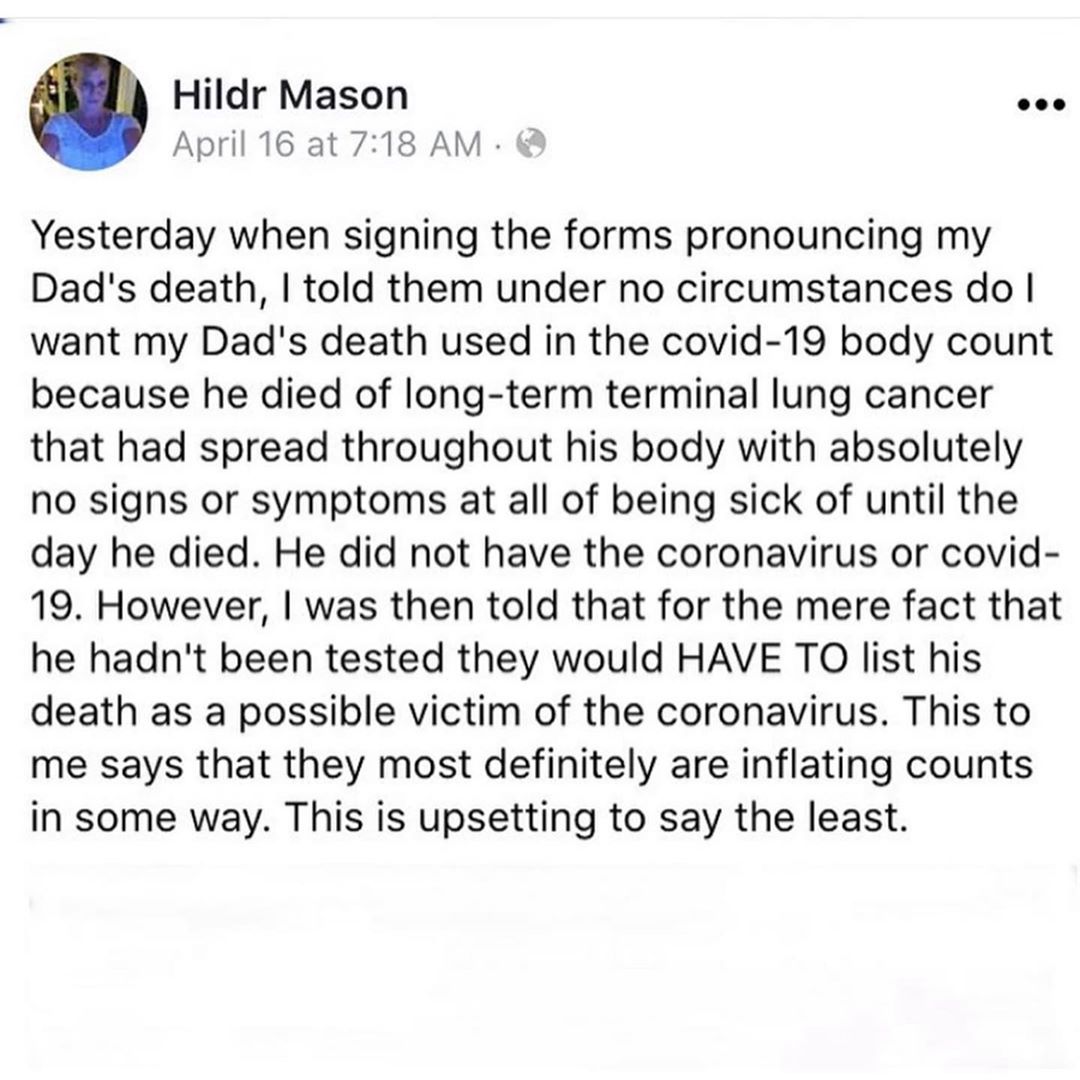 Hildr Mason
April 16 at 7:18 AM ·
Yesterday when signing the forms pronouncing my
Dad's death, I told them under no circumstances do I
want my Dad's death used in the covid-19 body count
because he died of long-term terminal lung cancer
that had spread throughout his body with absolutely
no signs or symptoms at all of being sick of until the
day he died. He did not have the coronavirus or covid-
19. However, I was then told that for the mere fact that
he hadn't been tested they would HAVE TO list his
death as a possible victim of the coronavirus. This to
me says that they most definitely are inflating counts
in some way. This is upsetting to say the least.